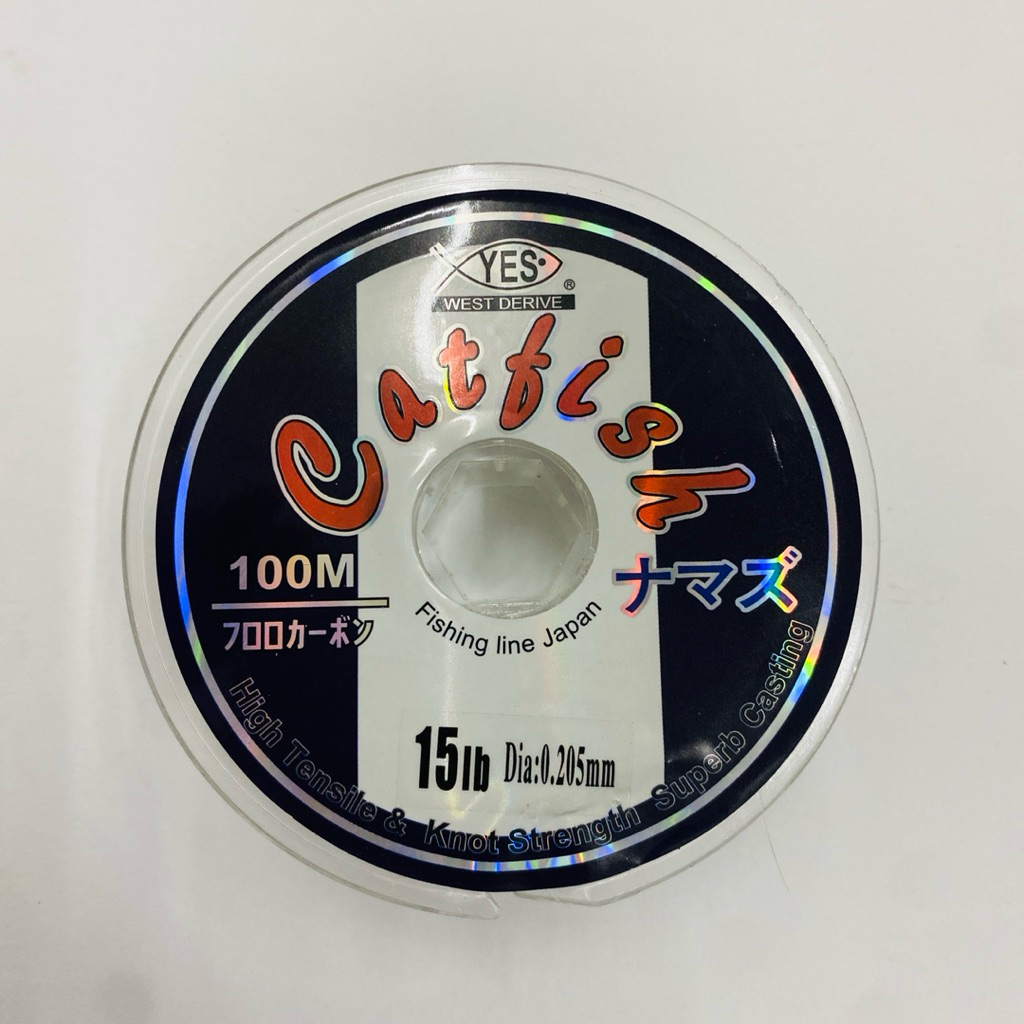 YES
®
WEST DERIVE
Catfish
100M
フロロカーボン
ナマズ
Fishing line Japan
15lb Dia:0.205mm
High Tensile & Knot Strength Superb Casting